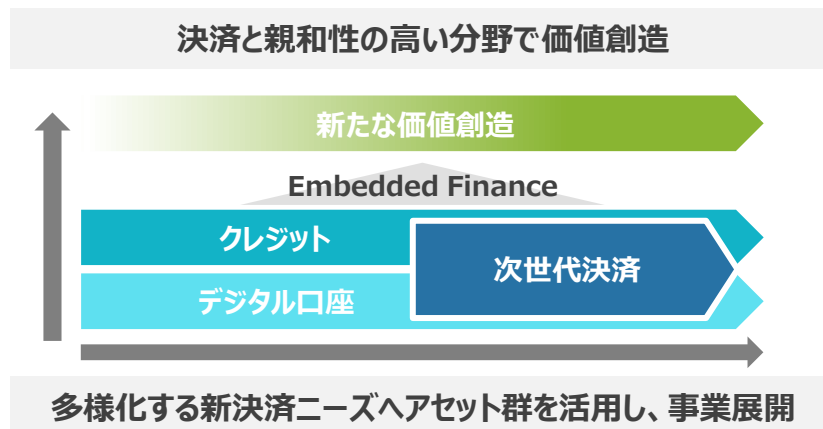 決済と親和性の高い分野で価値創造
新たな価値創造
Embedded Finance
クレジット
次世代決済
デジタル口座
多様化する新決済ニーズへアセット群を活用し、事業展開